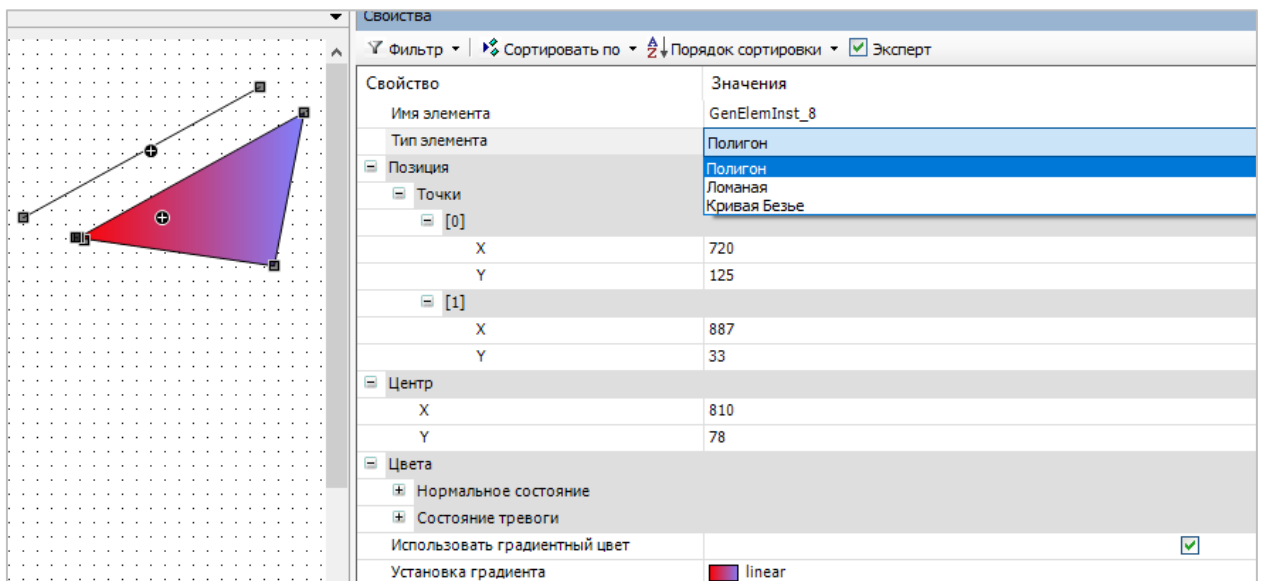 Свойства
Фильтр Сортировать по Порядок сортировки Эксперт
Свойство Значения
Имя элемента GenElemInst_8
Тип элемента Полигон
Позиция Полигон
Точки Ломаная
[0] Кривая Безье
X 720
Y 125
[1]
X 887
Y 33
Центр
X 810
Y 78
Цвета
Нормальное состояние
Состояние тревоги
Использовать градиентный цвет
Установка градиента linear